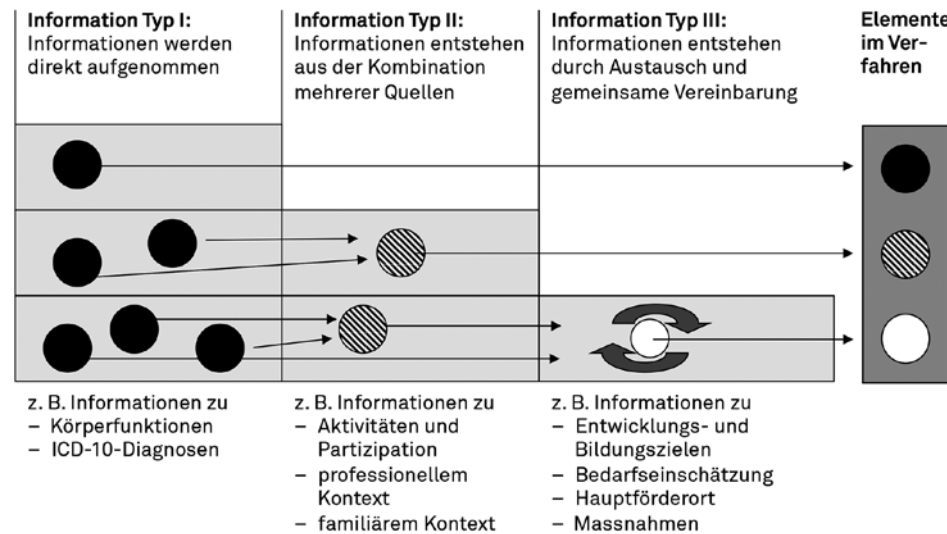 Information Typ I:
Informationen werden
direkt aufgenommen
Information Typ II:
Informationen entstehen
aus der Kombination
mehrerer Quellen
Information Typ III:
Informationen entstehen
durch Austausch und
gemeinsame Vereinbarung
Elemente
im Ver-
fahren
z. B. Informationen zu
– Körperfunktionen
– ICD-10-Diagnosen
z. B. Informationen zu
– Aktivitäten und
Partizipation
– professionellem
Kontext
– familiärem Kontext
z. B. Informationen zu
– Entwicklungs- und
Bildungszielen
– Bedarfseinschätzung
– Hauptförderort
– Massnahmen